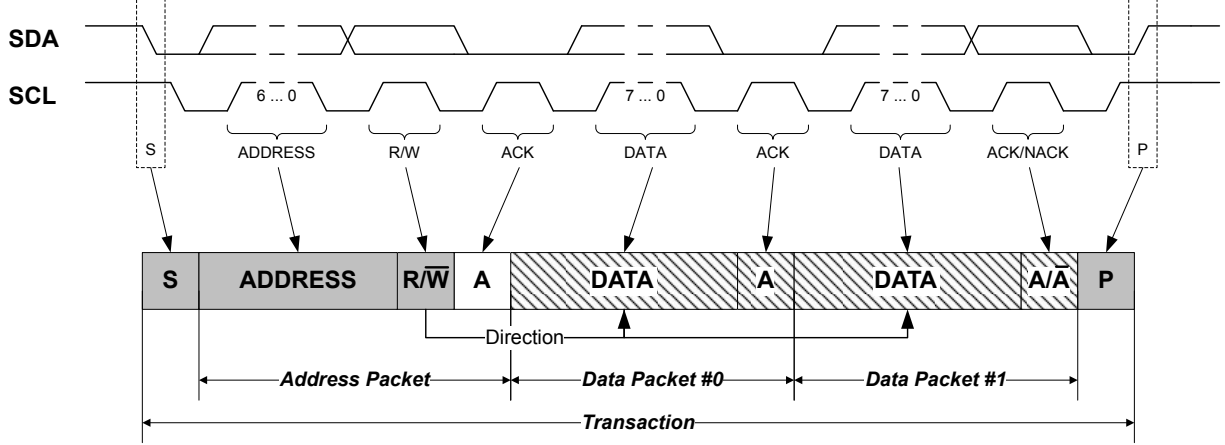 SDA
SCL
6 ... 0 7 ... 0 7 ... 0
S ADDRESS R/W ACK DATA ACK DATA ACK/NACK P
S ADDRESS R/W̅ A DATA A DATA A/A̅ P
Direction
Address Packet Data Packet #0 Data Packet #1
Transaction